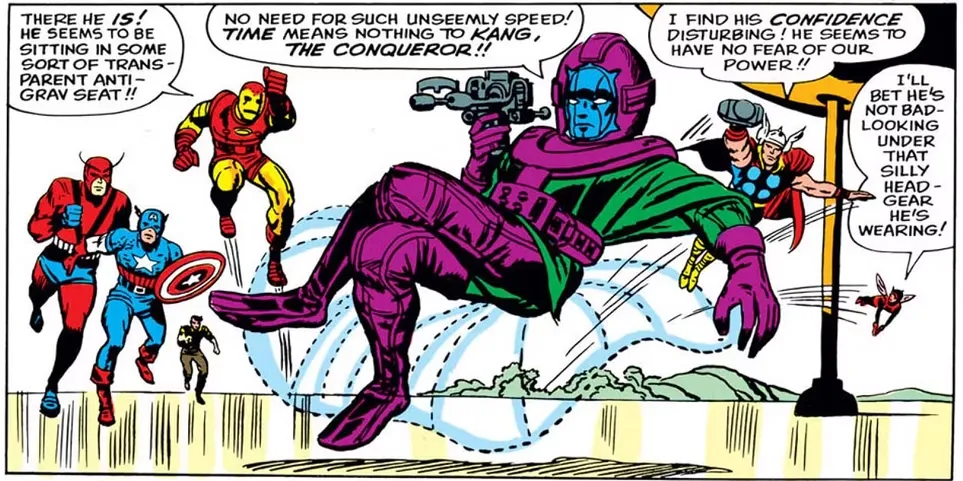 THERE HE IS!
HE SEEMS TO BE
SITTING IN SOME
SORT OF TRANS-
PARENT ANTI-
GRAV SEAT!!
NO NEED FOR SUCH UNSEEMLY SPEED!
TIME MEANS NOTHING TO KANG,
THE CONQUEROR!!
I FIND HIS CONFIDENCE
DISTURBING! HE SEEMS TO
HAVE NO FEAR OF OUR
POWER!!
I'LL
BET HE'S
NOT BAD-
LOOKING
UNDER
THAT
SILLY
HEAD-
GEAR
HE'S
WEARING!